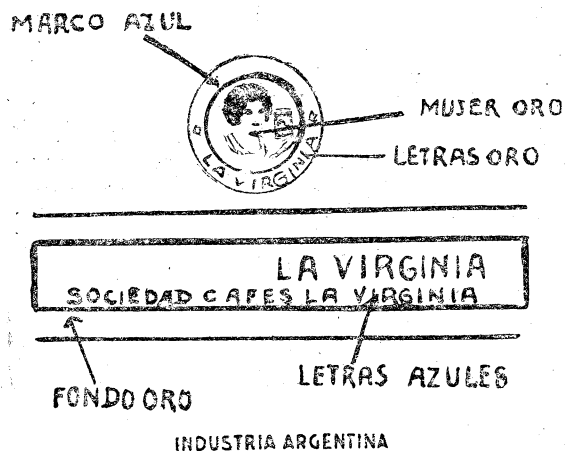 MARCO AZUL
MUJER ORO
LA VIRGINIA
LETRAS ORO
LA VIRGINIA
SOCIEDAD CAFES LA VIRGINIA
LETRAS AZULES
FONDO ORO
INDUSTRIA ARGENTINA